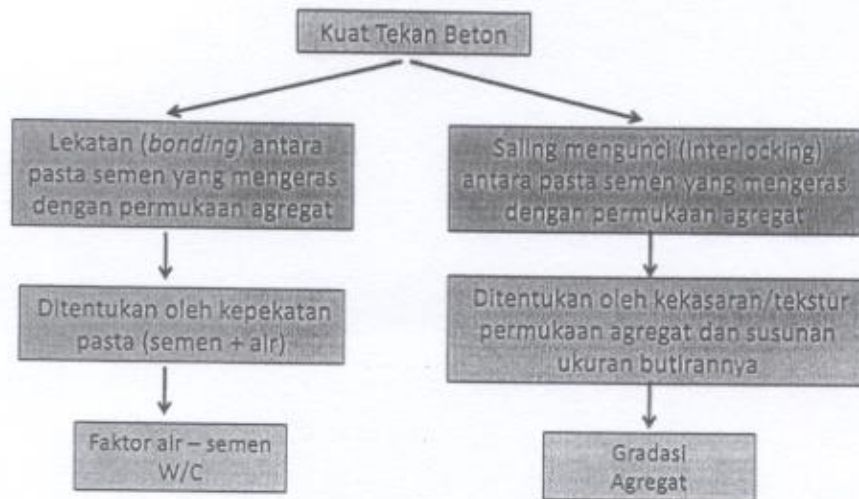 Kuat Tekan Beton
Lekatan (bonding) antara
pasta semen yang mengeras
dengan permukaan agregat
Ditentukan oleh kepekatan
pasta (semen + air)
Faktor air – semen
W/C
Saling mengunci (interlocking)
antara pasta semen yang mengeras
dengan permukaan agregat
Ditentukan oleh kekasaran/tekstur
permukaan agregat dan susunan
ukuran butirannya
Gradasi
Agregat